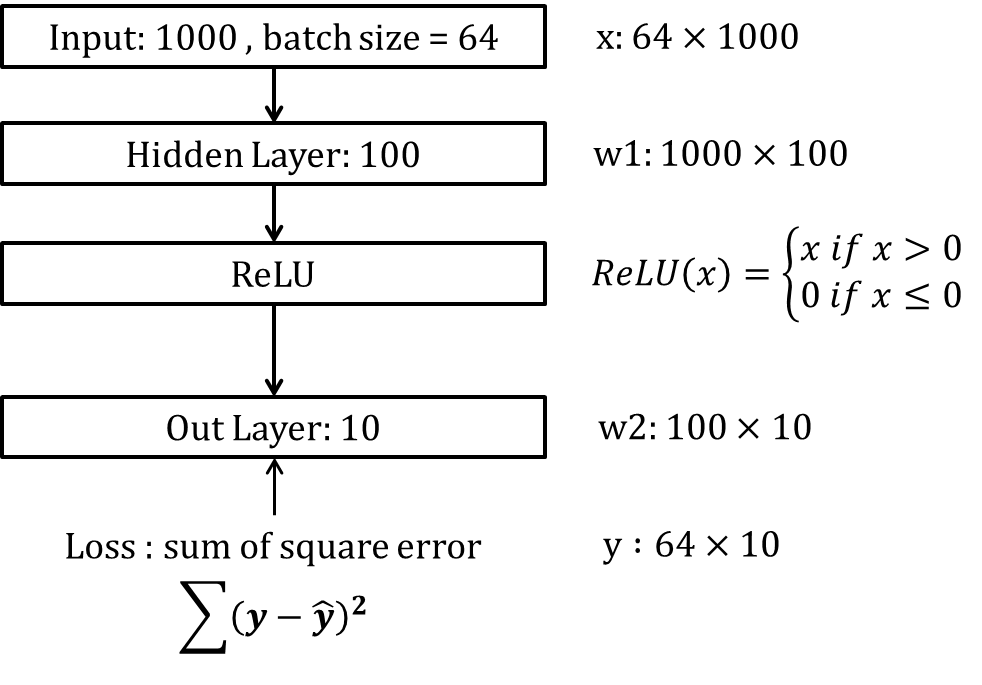 Input: 1000 , batch size = 64
x: 64 × 1000
Hidden Layer: 100
w1: 1000 × 100
ReLU
ReLU(x) = {x if x > 0
0 if x ≤ 0
Out Layer: 10
w2: 100 × 10
Loss : sum of square error
y : 64 × 10
∑(y − ŷ)²